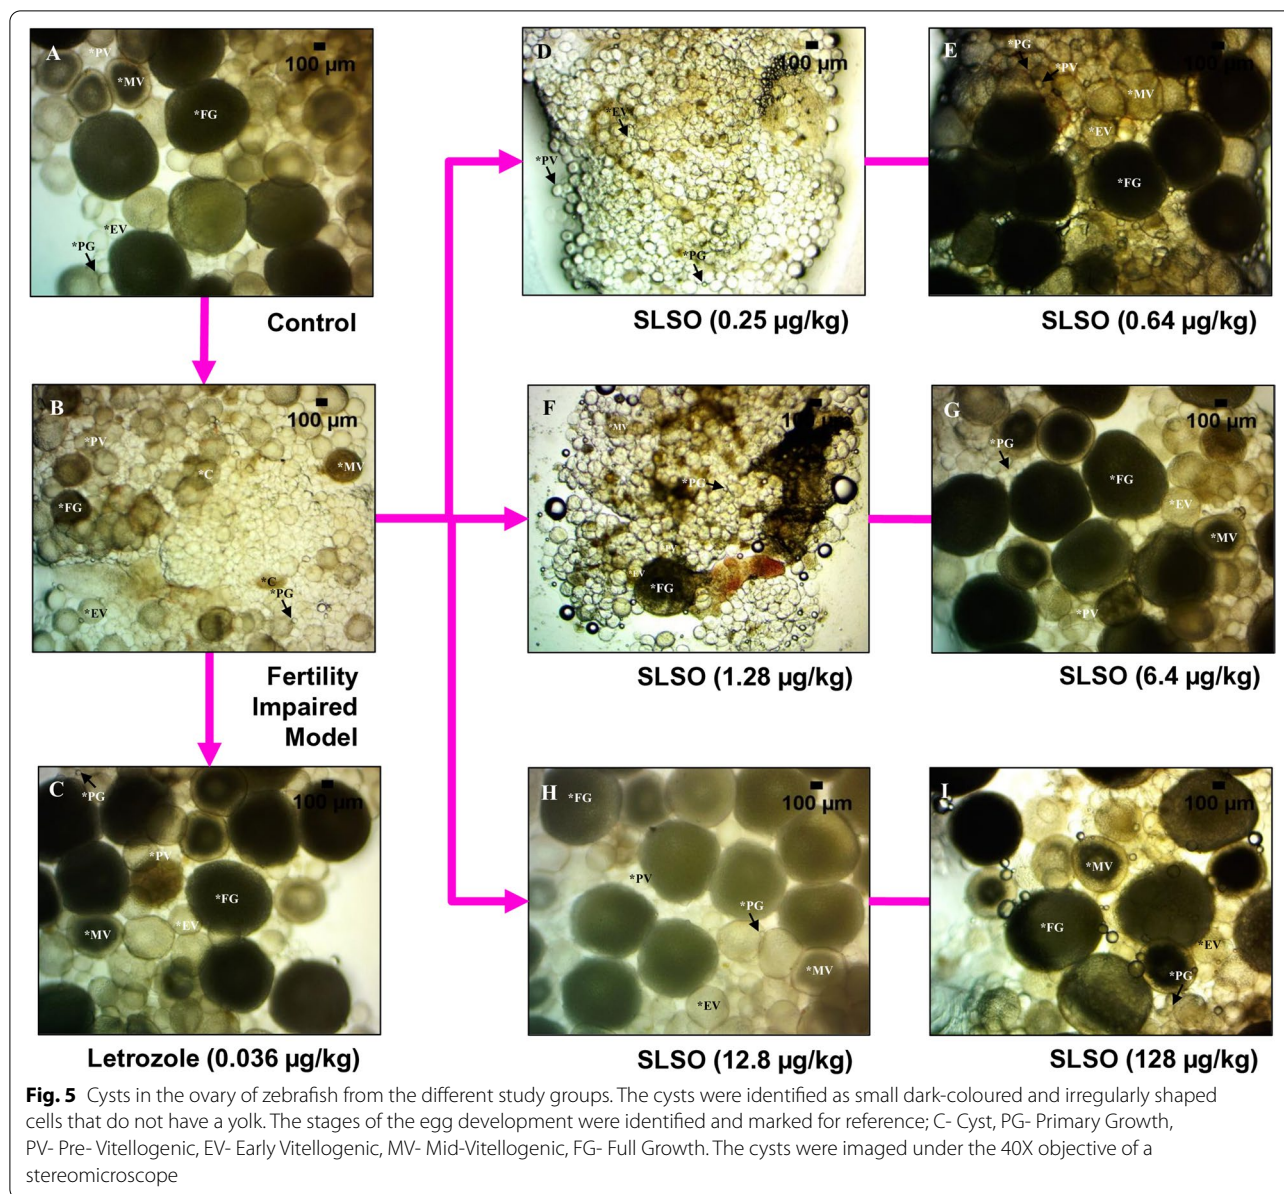 A
100 µm
*PV
*MV
*FG
*EV
*PG
Control
B
100 µm
*PV
*C
*MV
*FG
*C
*PG
*EV
Fertility
Impaired
Model
C
100 µm
*PG
*PV
*FG
*EV
*MV
Letrozole (0.036 µg/kg)
D
100 µm
*EV
*PV
*PG
SLSO (0.25 µg/kg)
E
100 µm
*PG
*PV
*MV
*EV
*FG
SLSO (0.64 µg/kg)
F
100 µm
*MV
*PG
*EV
*FG
SLSO (1.28 µg/kg)
G
100 µm
*PG
*FG
*EV
*MV
*PV
SLSO (6.4 µg/kg)
H
100 µm
*FG
*PV
*PG
*MV
*EV
SLSO (12.8 µg/kg)
I
100 µm
*MV
*FG
*EV
*PG
SLSO (128 µg/kg)
Fig. 5 Cysts in the ovary of zebrafish from the different study groups. The cysts were identified as small dark-coloured and irregularly shaped
cells that do not have a yolk. The stages of the egg development were identified and marked for reference; C- Cyst, PG- Primary Growth,
PV- Pre- Vitellogenic, EV- Early Vitellogenic, MV- Mid-Vitellogenic, FG- Full Growth. The cysts were imaged under the 40X objective of a
stereomicroscope